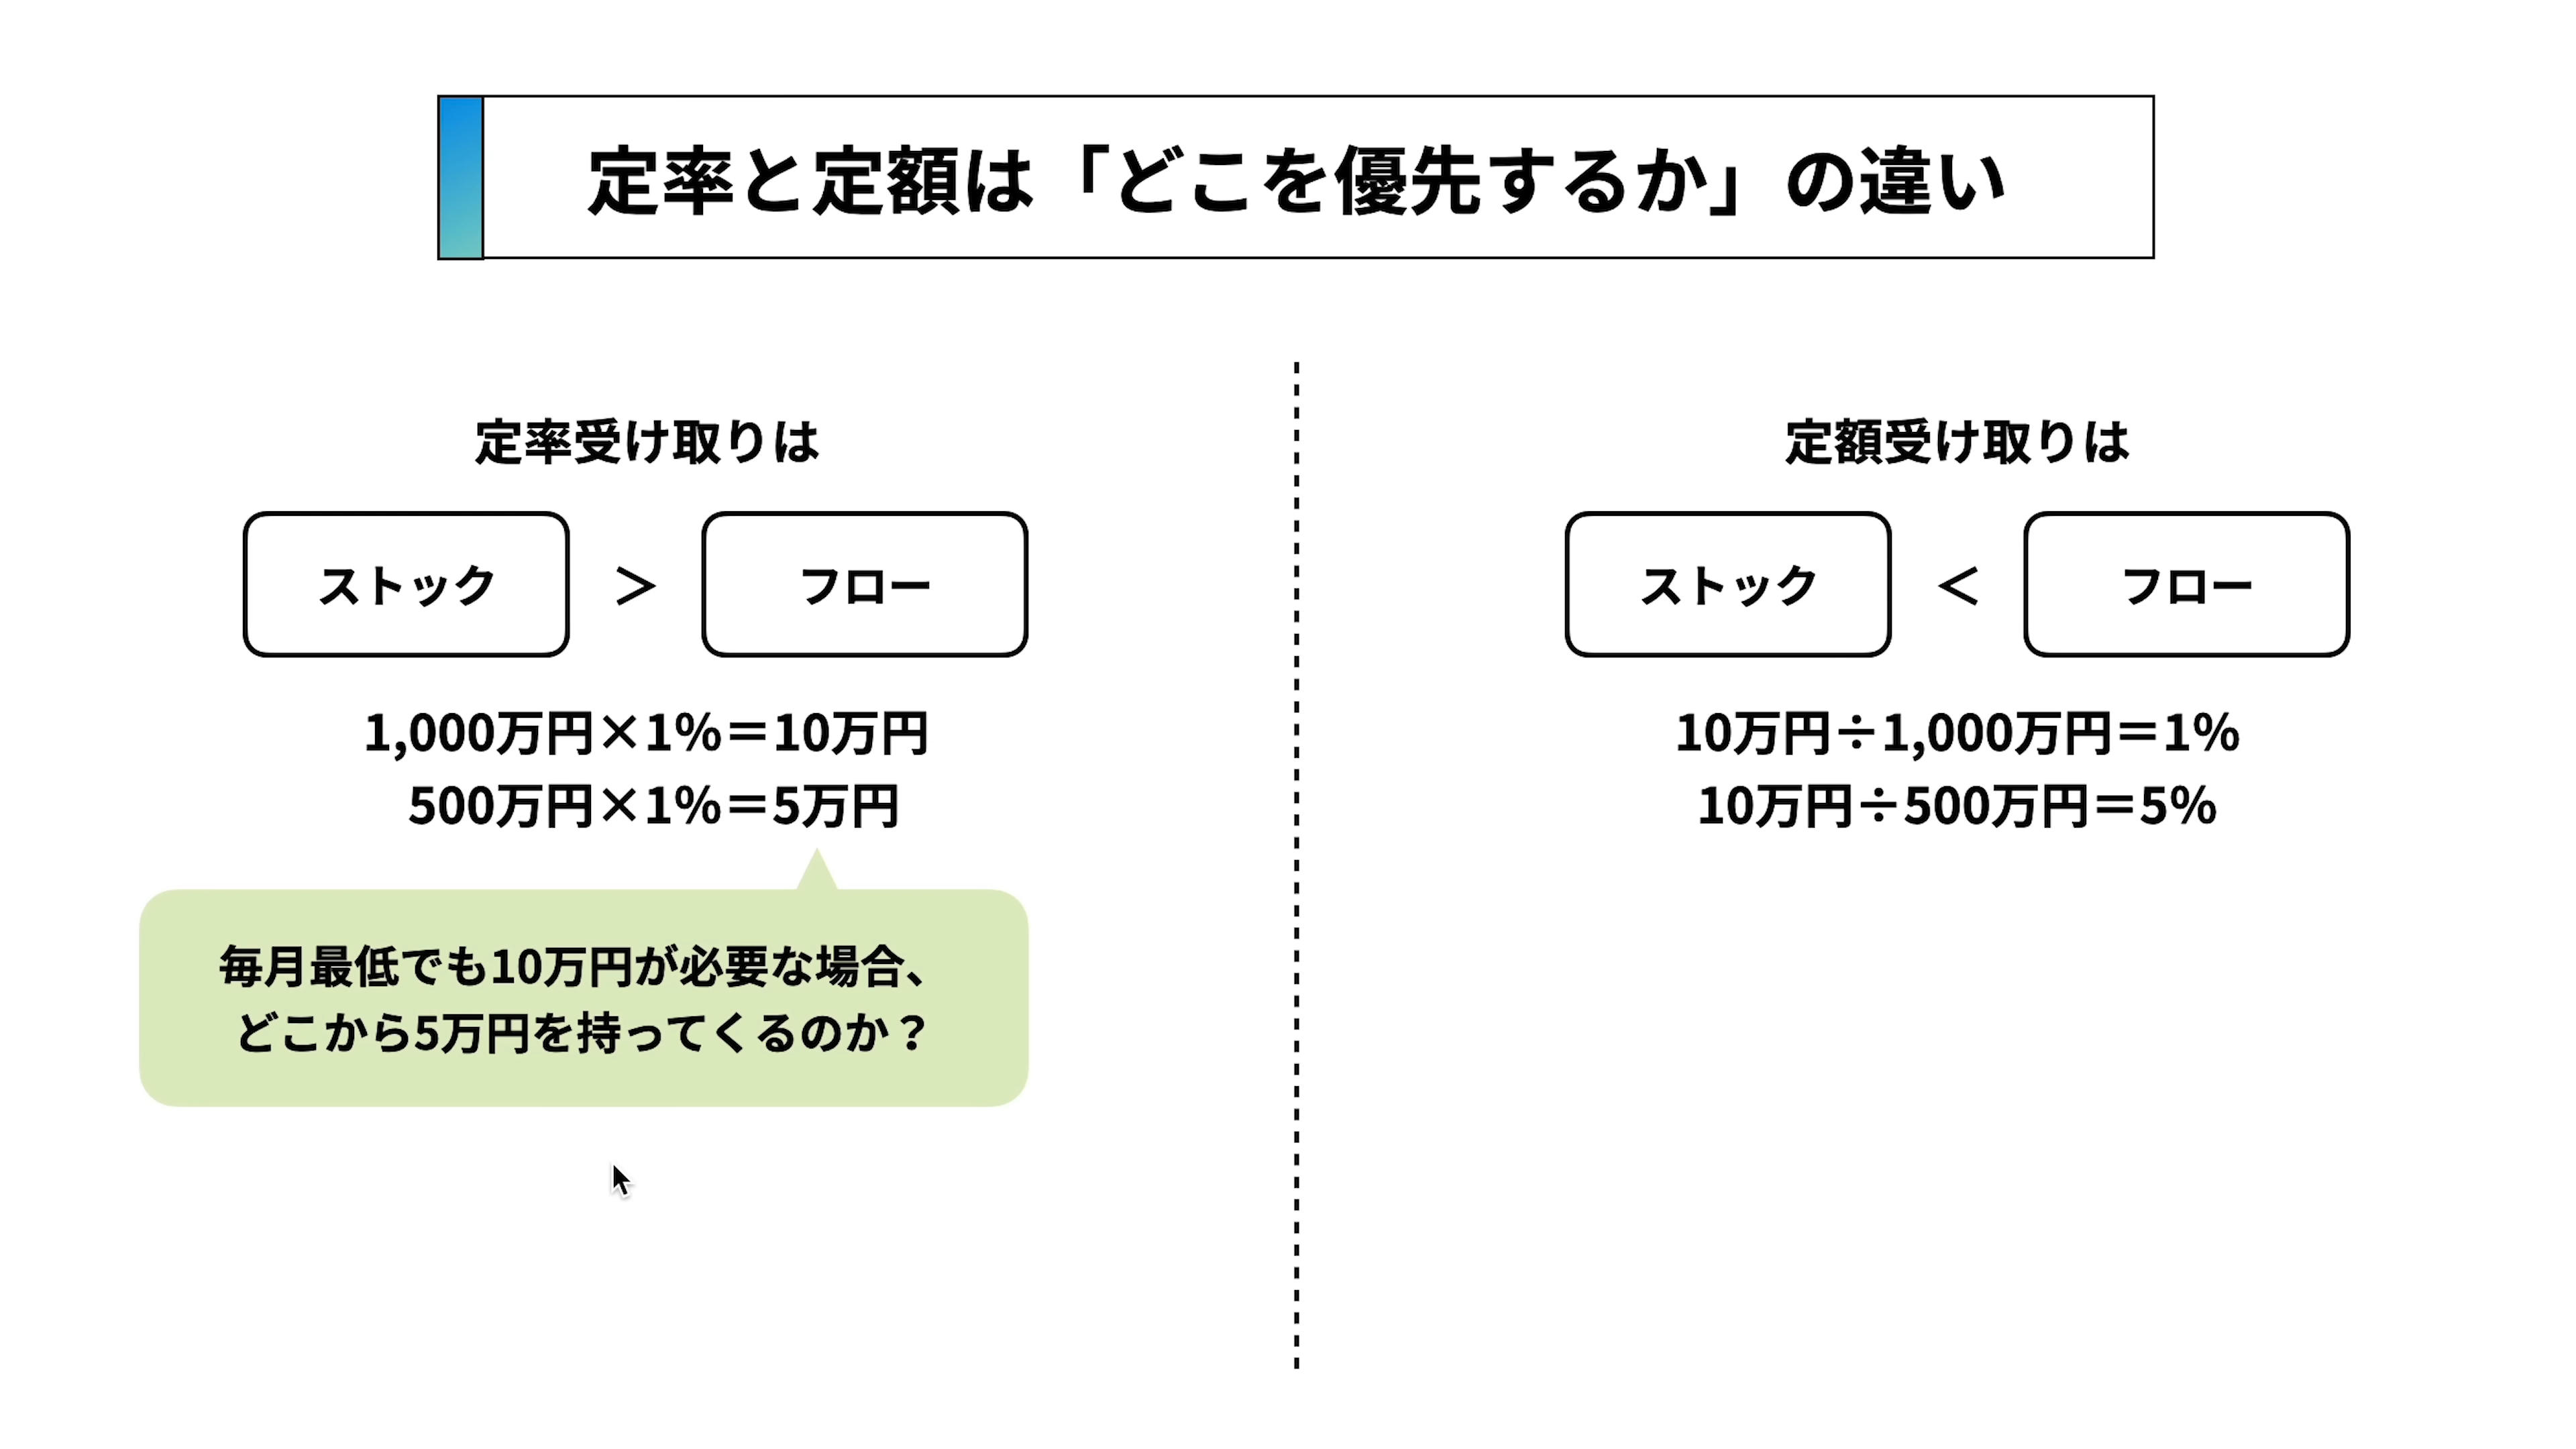 定率と定額は「どこを優先するか」の違い
定率受け取りは
ストック ＞ フロー
1,000万円×1%＝10万円
500万円×1%＝5万円
毎月最低でも10万円が必要な場合、
どこから5万円を持ってくるのか？
定額受け取りは
ストック ＜ フロー
10万円÷1,000万円＝1%
10万円÷500万円＝5%